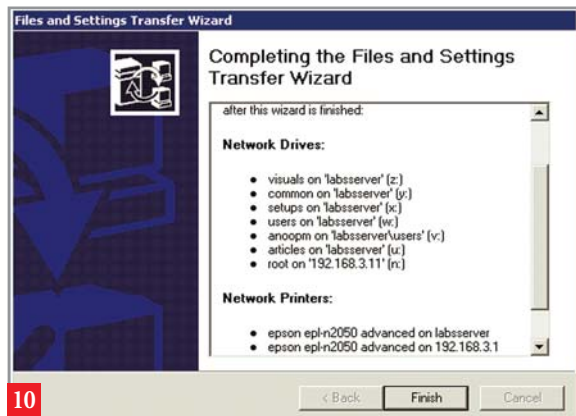 Files and Settings Transfer Wizard
Completing the Files and Settings
Transfer Wizard
after this wizard is finished:
Network Drives:
visuals on 'labsserver' (z:)
common on 'labsserver' (y:)
setups on 'labsserver' (x:)
users on 'labsserver' (w:)
anoopm on 'labsserver\users' (v:)
articles on 'labsserver' (u:)
root on '192.168.3.11' (n:)
Network Printers:
epson epl-n2050 advanced on labsserver
epson epl-n2050 advanced on 192.168.3.1
10
< Back Finish Cancel